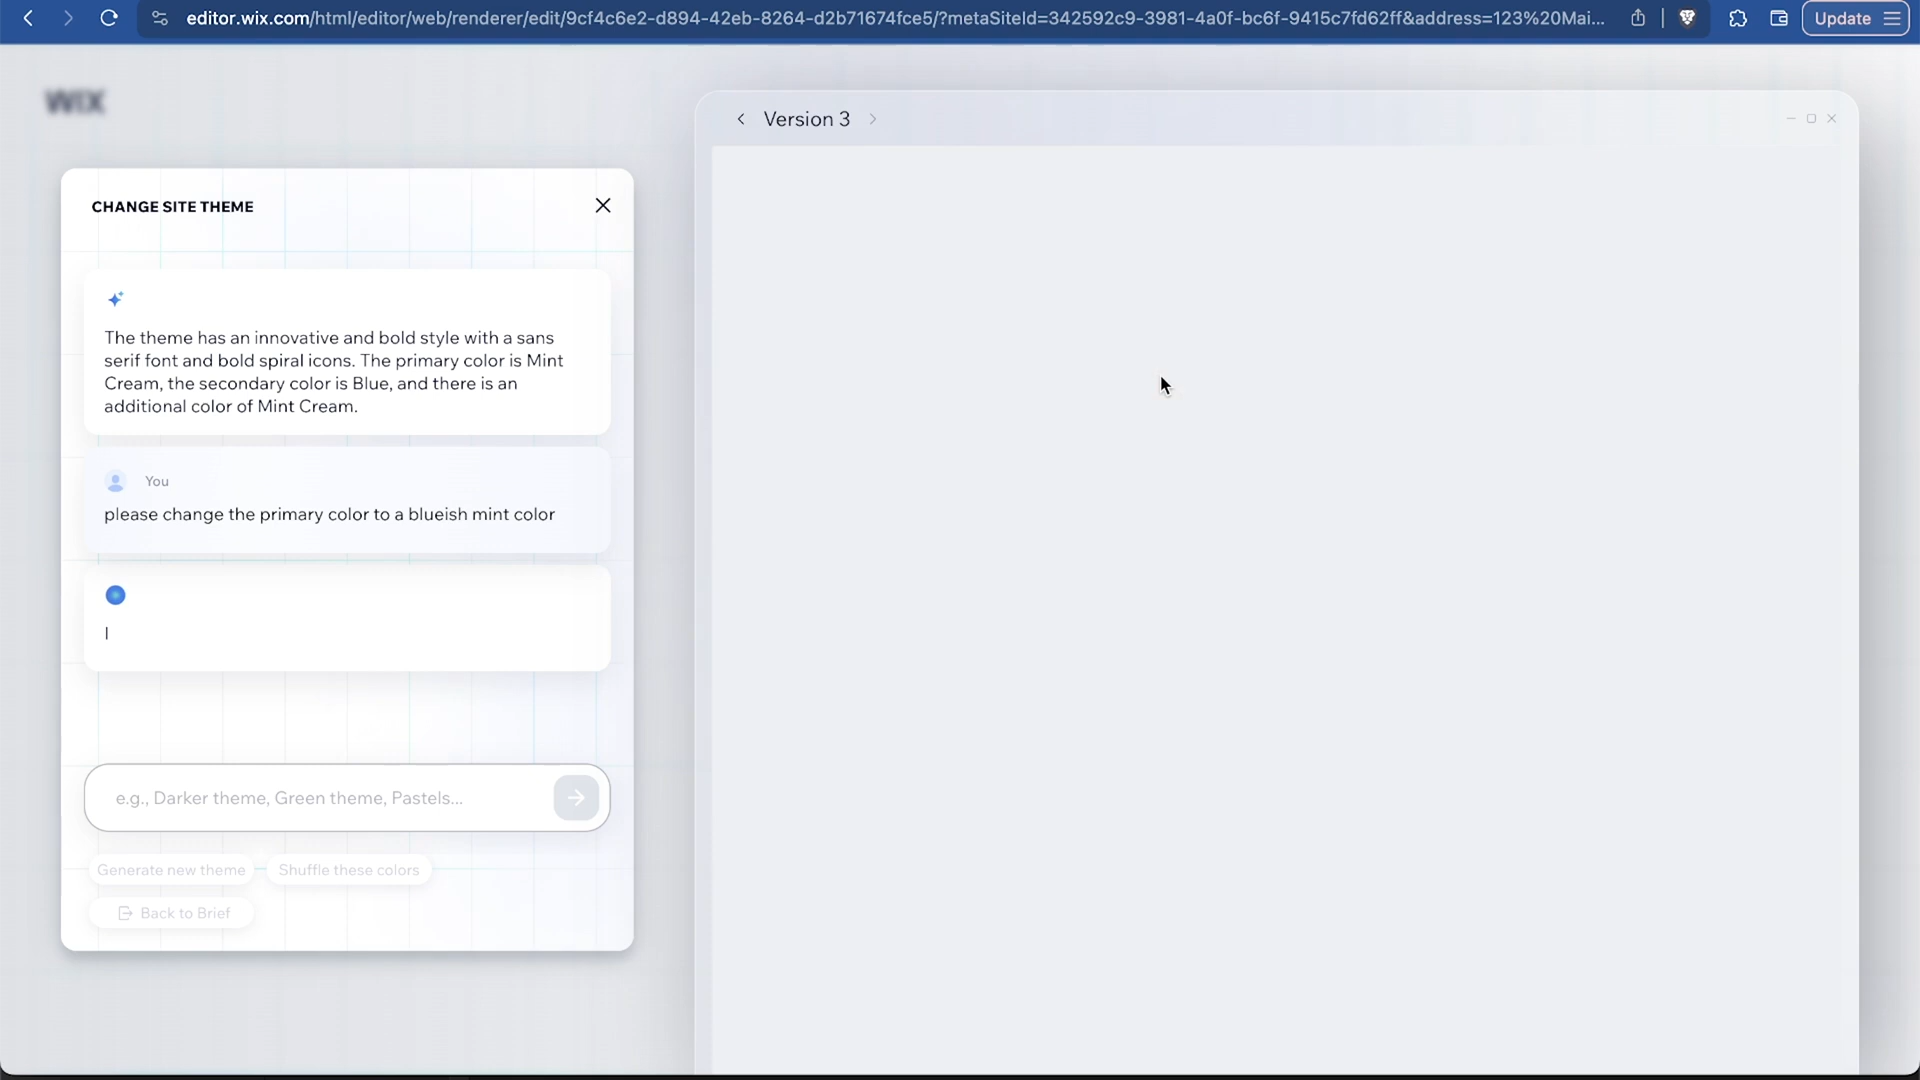 editor.wix.com/html/editor/web/renderer/edit/9cf4c6e2-d894-42eb-8264-d2b71674fce5/?metaSiteId=342592c9-3981-4a0f-bc6f-9415c7fd62ff&address=123%20Mai...
Update
WIX
Version 3
CHANGE SITE THEME
The theme has an innovative and bold style with a sans
serif font and bold spiral icons. The primary color is Mint
Cream, the secondary color is Blue, and there is an
additional color of Mint Cream.
You
please change the primary color to a blueish mint color
e.g., Darker theme, Green theme, Pastels...
Generate new theme
Shuffle these colors
Back to Brief